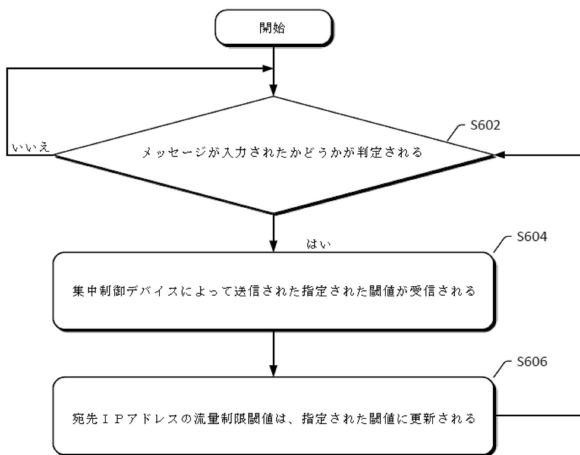 開始
S602
メッセージが入力されたかどうかが判定される
いいえ
はい
S604
集中制御デバイスによって送信された指定された閾値が受信される
S606
宛先IPアドレスの流量制限閾値は、指定された閾値に更新される